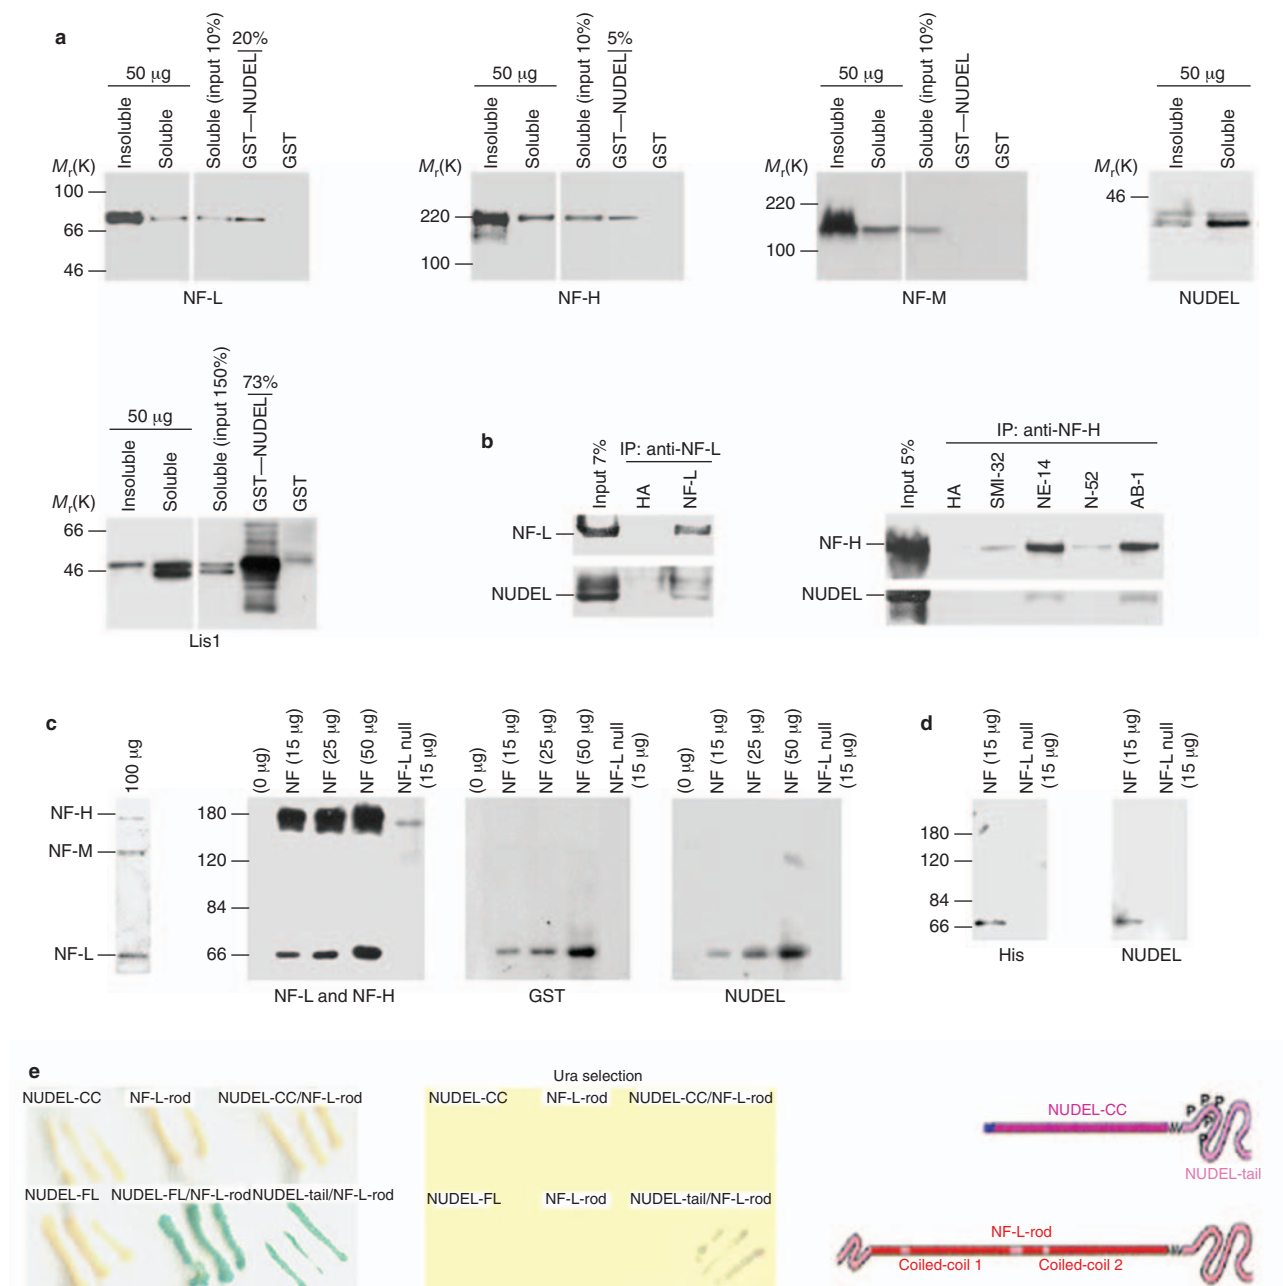 a
50 µg
Insoluble
Soluble
Soluble (input 10%)
20%
GST—NUDEL
GST
Mr(K)
100
66
46
NF-L
50 µg
Insoluble
Soluble
Soluble (input 10%)
5%
GST—NUDEL
GST
Mr(K)
220
100
NF-H
50 µg
Insoluble
Soluble
Soluble (input 10%)
GST—NUDEL
GST
Mr(K)
220
100
NF-M
50 µg
Insoluble
Soluble
Mr(K)
46
NUDEL
50 µg
Insoluble
Soluble
Soluble (input 150%)
73%
GST—NUDEL
GST
Mr(K)
66
46
Lis1
b
Input 7%
IP: anti-NF-L
HA
NF-L
NF-L
NUDEL
Input 5%
IP: anti-NF-H
HA
SMI-32
NE-14
N-52
AB-1
NF-H
NUDEL
c
100 µg
NF-H
NF-M
NF-L
(0 µg)
NF (15 µg)
NF (25 µg)
NF (50 µg)
NF-L null
(15 µg)
180
120
84
66
NF-L and NF-H
(0 µg)
NF (15 µg)
NF (25 µg)
NF (50 µg)
NF-L null
(15 µg)
GST
(0 µg)
NF (15 µg)
NF (25 µg)
NF (50 µg)
NF-L null
(15 µg)
NUDEL
d
NF (15 µg)
NF-L null
(15 µg)
180
120
84
66
His
NF (15 µg)
NF-L null
(15 µg)
NUDEL
e
NUDEL-CC NF-L-rod NUDEL-CC/NF-L-rod
NUDEL-FL NUDEL-FL/NF-L-rod NUDEL-tail/NF-L-rod
Ura selection
NUDEL-CC NF-L-rod NUDEL-CC/NF-L-rod
NUDEL-FL NF-L-rod NUDEL-tail/NF-L-rod
NUDEL-CC
P P P
P
P
NUDEL-tail
NF-L-rod
Coiled-coil 1 Coiled-coil 2